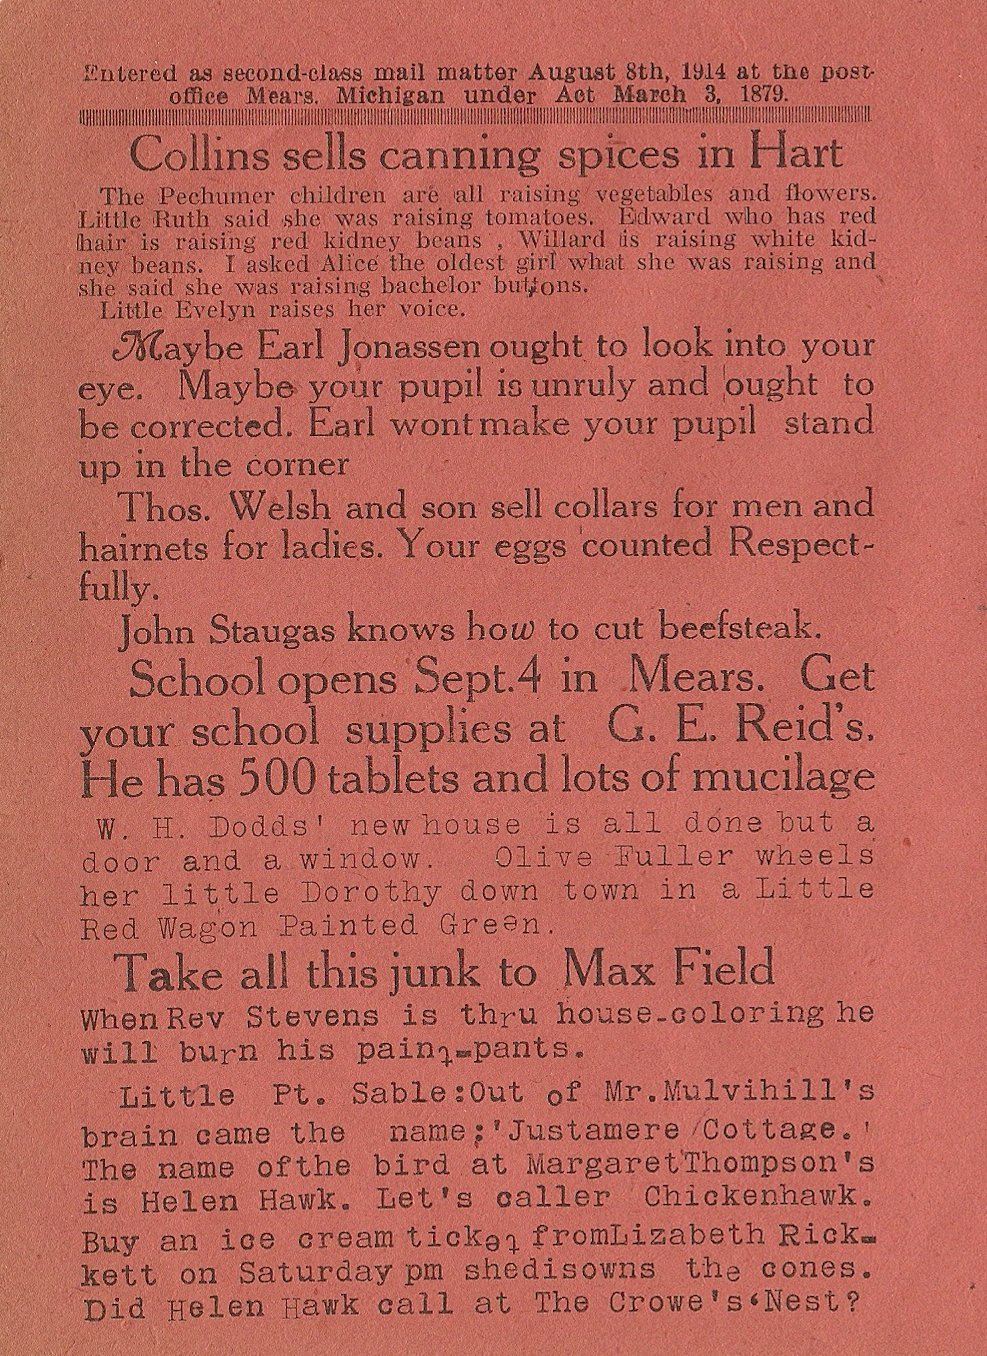 Entered as second-class mail matter August 8th, 1914 at the post-
office Mears, Michigan under Act March 3, 1879.
Collins sells canning spices in Hart
The Pechumer children are all raising vegetables and flowers.
Little Ruth said she was raising tomatoes. Edward who has red
hair is raising red kidney beans , Willard is raising white kid-
ney beans. I asked Alice the oldest girl what she was raising and
she said she was raising bachelor buttons.
Little Evelyn raises her voice.
Maybe Earl Jonassen ought to look into your
eye. Maybe your pupil is unruly and ought to
be corrected. Earl wont make your pupil stand
up in the corner
Thos. Welsh and son sell collars for men and
hairnets for ladies. Your eggs counted Respect-
fully.
John Staugas knows how to cut beefsteak.
School opens Sept.4 in Mears. Get
your school supplies at G. E. Reid's.
He has 500 tablets and lots of mucilage
W. H. Dodds' new house is all done but a
door and a window. Olive Fuller wheels
her little Dorothy down town in a Little
Red Wagon Painted Green.
Take all this junk to Max Field
When Rev Stevens is thru house-coloring he
will burn his paint-pants.
Little Pt. Sable:Out of Mr.Mulvihill's
brain came the name;'Justamere Cottage.'
The name ofthe bird at Margaret Thompson's
is Helen Hawk. Let's caller Chickenhawk.
Buy an ice cream ticket fromLizabeth Rick-
kett on Saturday pm shedisowns the cones.
Did Helen Hawk call at The Crowe's'Nest?